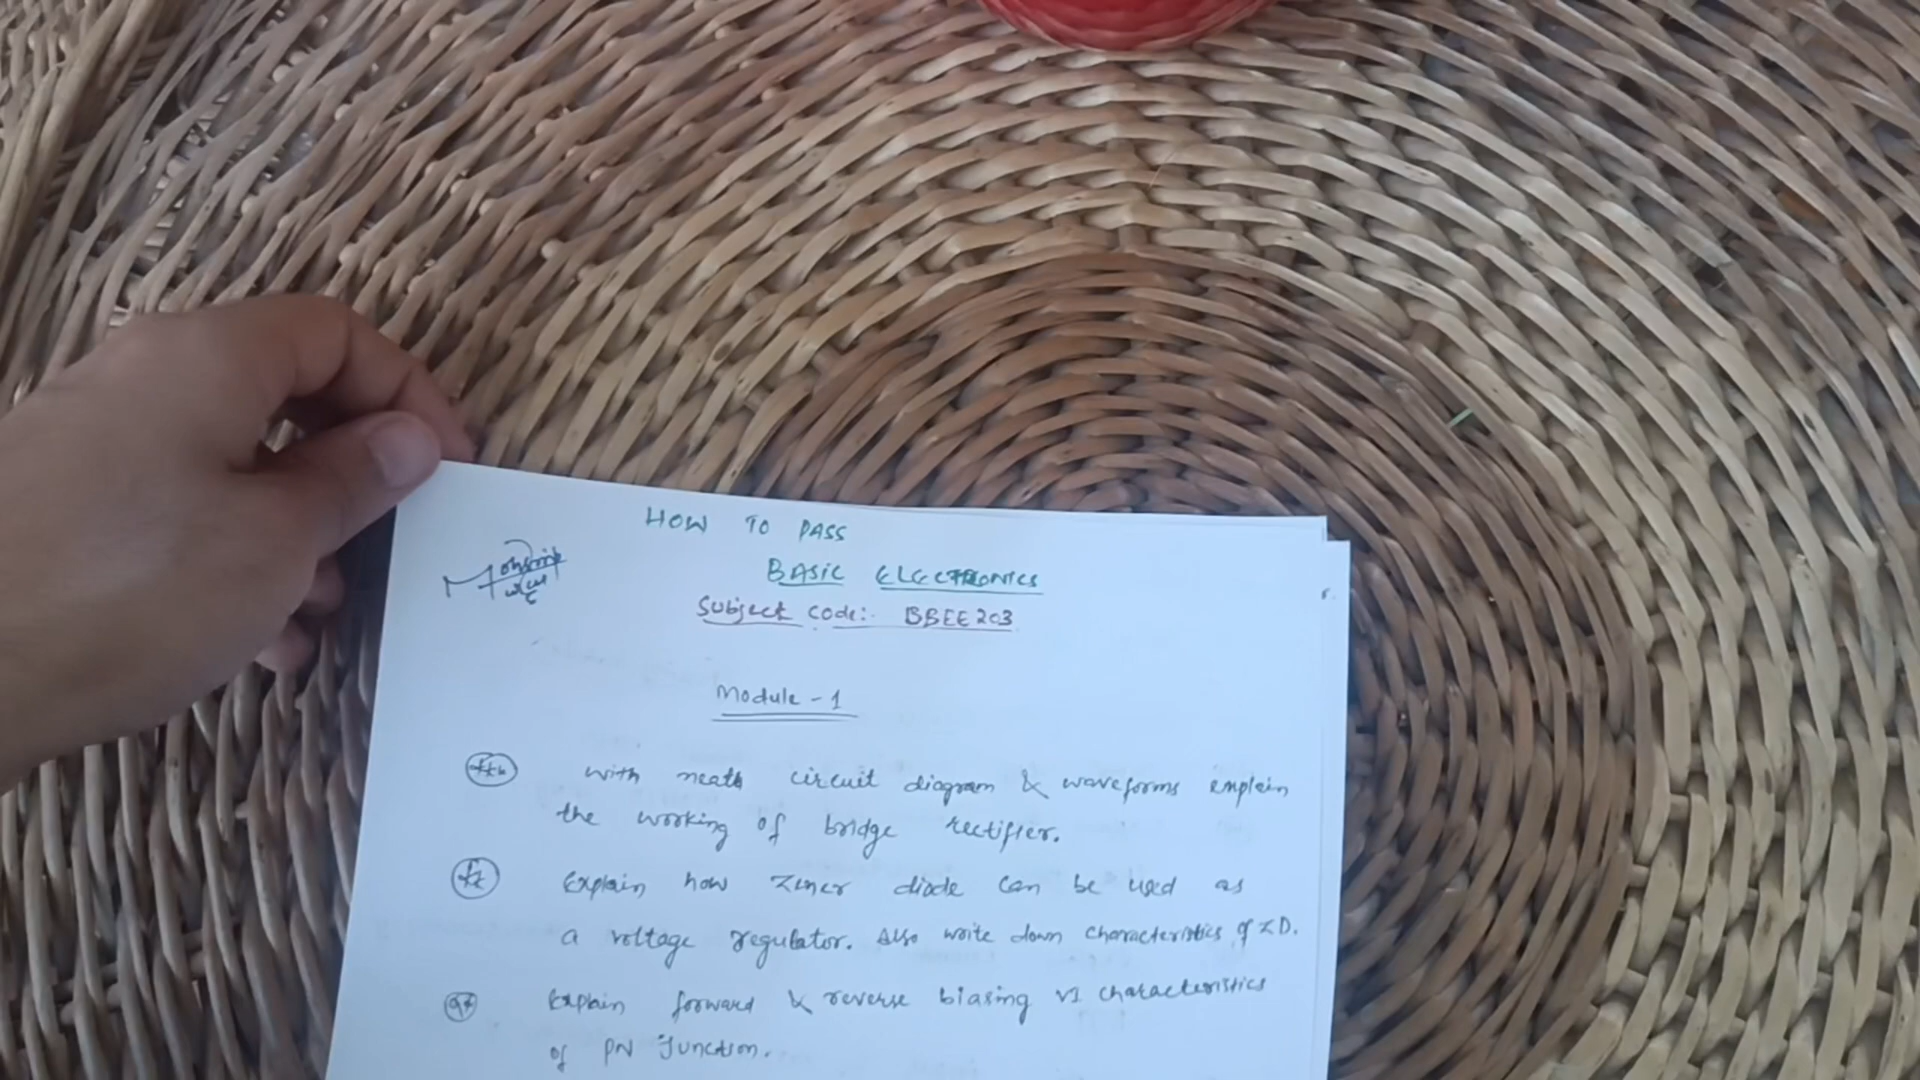 HOW TO PASS
BASIC ELECTRONICS
Subject Code:- BBEE203
Module - 1
with neat circuit diagram & waveforms explain
the working of bridge rectifier.
Explain how Zener diode can be used as
a voltage regulator. Also write down characteristics of ZD.
Explain forward & reverse biasing VI characteristics
of PN Junction.